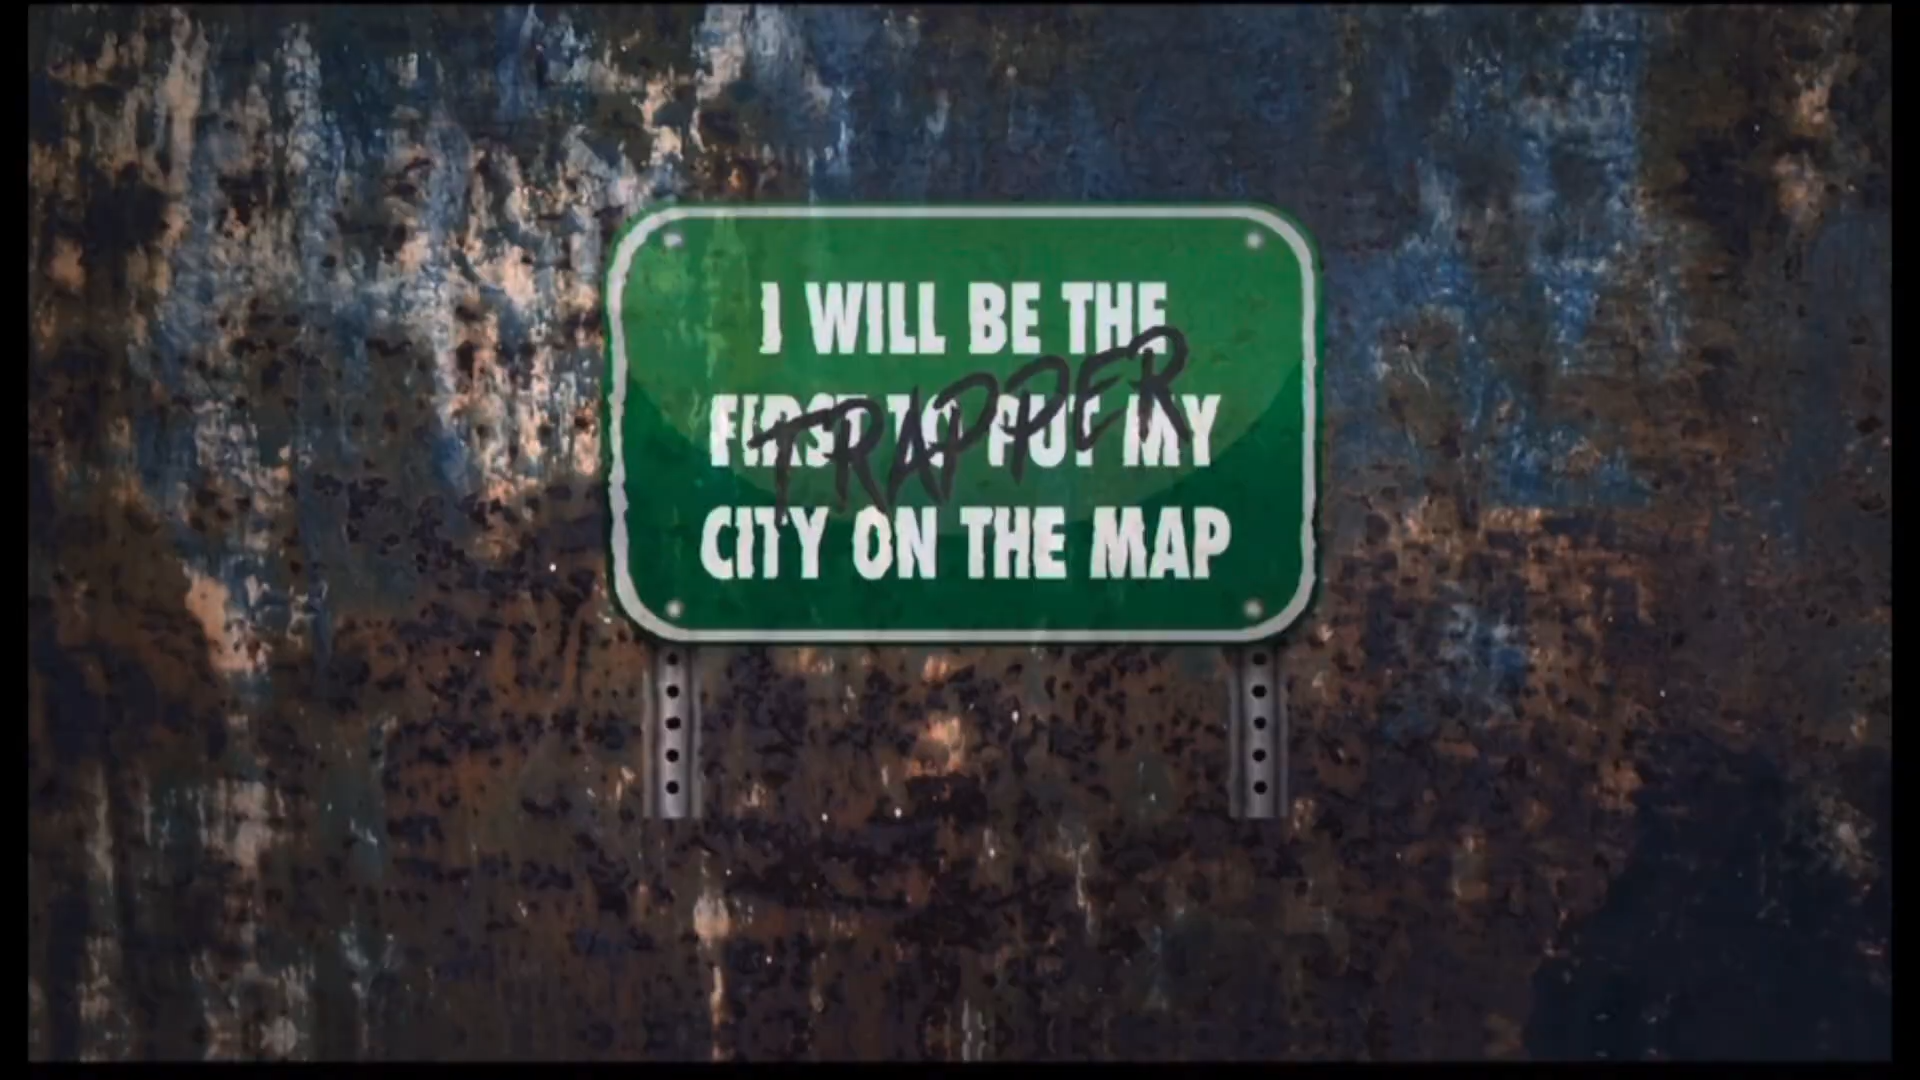 I WILL BE THE
FIRST TO PUT MY
CITY ON THE MAP
TRAPPER